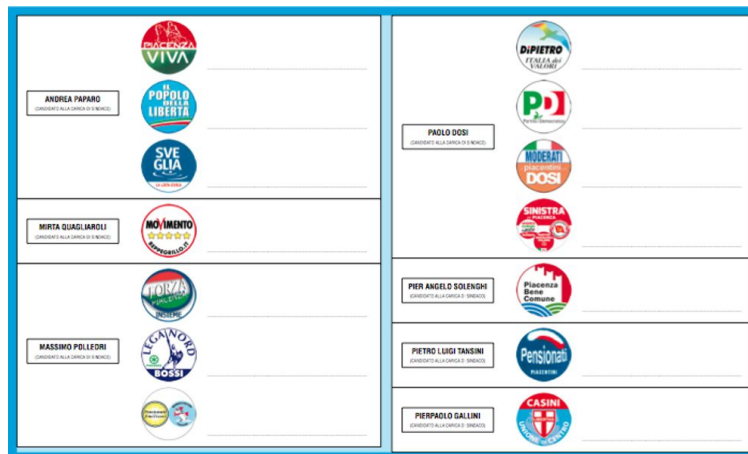 ANDREA PAPARO
(CANDIDATO ALLA CARICA DI SINDACO)
PIACENZA
VIVA
IL
POPOLO
DELLA
LIBERTÀ
SVE
GLIA
MIRTA QUAGLIAROLI
(CANDIDATO ALLA CARICA DI SINDACO)
MOVIMENTO
BEPPEGRILLO.IT
MASSIMO POLLEDRI
(CANDIDATO ALLA CARICA DI SINDACO)
FORZA
INSIEME
LEGA NORD
BOSSI
PAOLO DOSI
(CANDIDATO ALLA CARICA DI SINDACO)
DiPIETRO
ITALIA dei
VALORI
PD
Partito Democratico
MODERATI
piacentini
DOSI
SINISTRA
PIER ANGELO SOLENGHI
(CANDIDATO ALLA CARICA DI SINDACO)
Piacenza
Bene
Comune
PIETRO LUIGI TANSINI
(CANDIDATO ALLA CARICA DI SINDACO)
Pensionati
PIACENTINI
PIERPAOLO GALLINI
(CANDIDATO ALLA CARICA DI SINDACO)
CASINI
UNIONE DI CENTRO